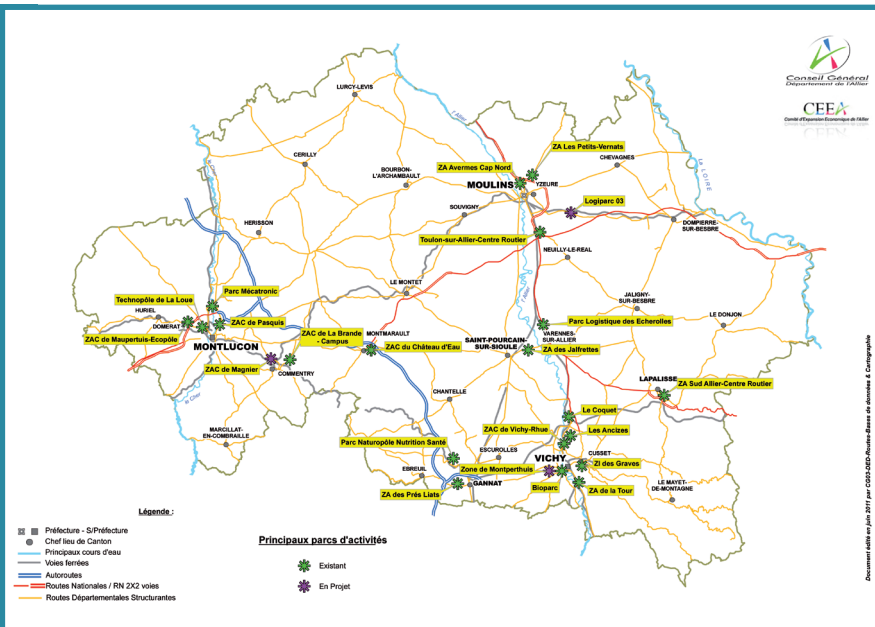 Conseil Général
Département de l'Allier
CEEA
Comité d'Expansion Economique de l'Allier
LURCY-LEVIS
l'Allier
ZA Les Petits-Vernats
CERILLY
ZA Avermes Cap Nord
CHEVAGNES
La LOIRE
le Cher
BOURBON-
L'ARCHAMBAULT
MOULINS
YZEURE
Logiparc 03
SOUVIGNY
HERISSON
DOMPIERRE-
SUR-BESBRE
Toulon-sur-Allier-Centre Routier
NEUILLY-LE-REAL
LE MONTET
l'Allier
Parc Mécatronic
Technopôle de La Loue
JALIGNY-
SUR-BESBRE
HURIEL
DOMERAT
ZAC de Pasquis
LE DONJON
Parc Logistique des Echerolles
ZAC de La Brande
- Campus
MONTMARAULT
VARENNES-
SUR-ALLIER
ZAC de Maupertuis-Ecopôle
MONTLUCON
ZAC du Château d'Eau
SAINT-POURCAIN-
SUR-SIOULE
ZA des Jalfrettes
ZAC de Magnier
COMMENTRY
LAPALISSE
ZA Sud Allier-Centre Routier
le Cher
CHANTELLE
Le Coquet
MARCILLAT-
EN-COMBRAILLE
ZAC de Vichy-Rhue
Les Ancizes
Parc Naturopôle Nutrition Santé
ESCUROLLES
VICHY
CUSSET
EBREUIL
Zone de Montperthuis
ZI des Graves
GANNAT
Bioparc
LE MAYET-
DE-MONTAGNE
ZA des Prés Liats
ZA de la Tour
Légende :
Préfecture - S/Préfecture
Chef lieu de Canton
Principaux cours d'eau
Voies ferrées
Autoroutes
Routes Nationales / RN 2X2 voies
Routes Départementales Structurantes
Principaux parcs d'activités
Existant
En Projet
Document édité en juin 2011 par CG03-DED-Routes-Bases de données & Cartographie